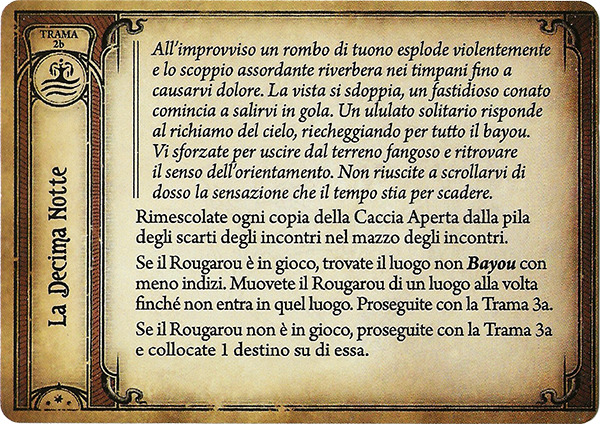 TRAMA
2b
La Decima Notte
All'improvviso un rombo di tuono esplode violentemente
e lo scoppio assordante riverbera nei timpani fino a
causarvi dolore. La vista si sdoppia, un fastidioso conato
comincia a salirvi in gola. Un ululato solitario risponde
al richiamo del cielo, riecheggiando per tutto il bayou.
Vi sforzate per uscire dal terreno fangoso e ritrovare
il senso dell'orientamento. Non riuscite a scrollarvi di
dosso la sensazione che il tempo stia per scadere.
Rimescolate ogni copia della Caccia Aperta dalla pila
degli scarti degli incontri nel mazzo degli incontri.
Se il Rougarou è in gioco, trovate il luogo non Bayou con
meno indizi. Muovete il Rougarou di un luogo alla volta
finché non entra in quel luogo. Proseguite con la Trama 3a.
Se il Rougarou non è in gioco, proseguite con la Trama 3a
e collocate 1 destino su di essa.